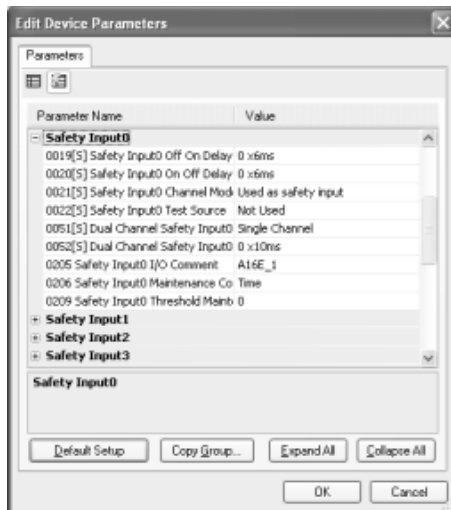 Edit Device Parameters
Parameters
Parameter Name Value
Safety Input0
0019[S] Safety Input0 Off On Delay 0 x6ms
0020[S] Safety Input0 On Off Delay 0 x6ms
0021[S] Safety Input0 Channel Mod Used as safety input
0022[S] Safety Input0 Test Source Not Used
0051[S] Dual Channel Safety Input0 Single Channel
0052[S] Dual Channel Safety Input0 0 x10ms
0205 Safety Input0 I/O Comment A16E_1
0206 Safety Input0 Maintenance Co Time
0209 Safety Input0 Threshold Maint 0
Safety Input1
Safety Input2
Safety Input3
Safety Input0
Default Setup Copy Group... Expand All Collapse All
OK Cancel